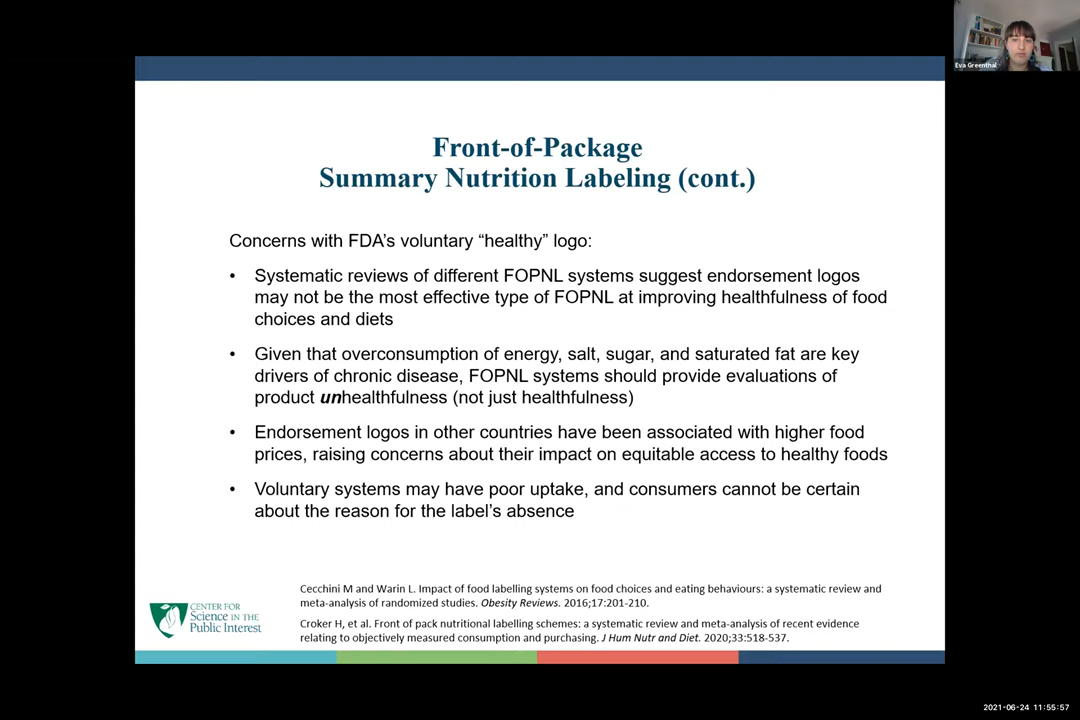 Eva Greenthal
Front-of-Package
Summary Nutrition Labeling (cont.)
Concerns with FDA's voluntary “healthy” logo:
• Systematic reviews of different FOPNL systems suggest endorsement logos
may not be the most effective type of FOPNL at improving healthfulness of food
choices and diets
• Given that overconsumption of energy, salt, sugar, and saturated fat are key
drivers of chronic disease, FOPNL systems should provide evaluations of
product unhealthfulness (not just healthfulness)
• Endorsement logos in other countries have been associated with higher food
prices, raising concerns about their impact on equitable access to healthy foods
• Voluntary systems may have poor uptake, and consumers cannot be certain
about the reason for the label's absence
Cecchini M and Warin L. Impact of food labelling systems on food choices and eating behaviours: a systematic review and
meta-analysis of randomized studies. Obesity Reviews. 2016;17:201-210.
Croker H, et al. Front of pack nutritional labelling schemes: a systematic review and meta-analysis of recent evidence
relating to objectively measured consumption and purchasing. J Hum Nutr and Diet. 2020;33:518-537.
CENTER FOR
Science IN THE
Public Interest
2021-06-24 11:55:57